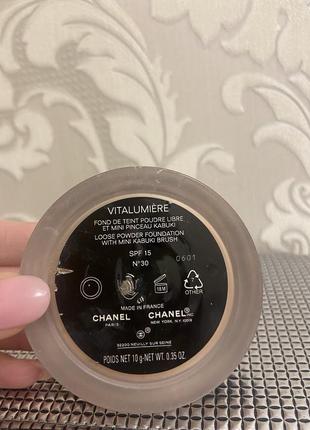 VITALUMIÈRE
FOND DE TEINT POUDRE LIBRE
ET MINI PINCEAU KABUKI
LOOSE POWDER FOUNDATION
WITH MINI KABUKI BRUSH
SPF 15
N°30
0601
18M
OTHER
MADE IN FRANCE
CHANEL CHANEL
PARIS NEW YORK, N.Y. 10019
92200 NEUILLY SUR SEINE
POIDS NET 10 g-NET WT. 0.35 OZ.